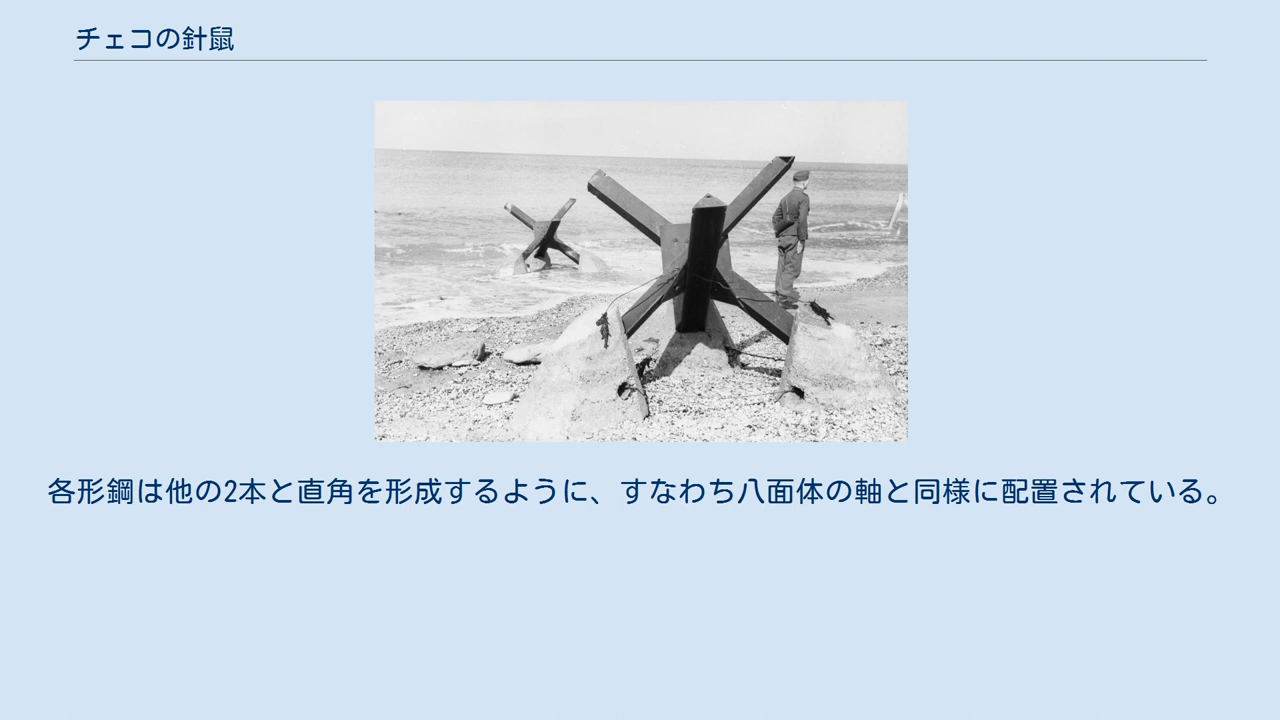 チェコの針鼠
各形鋼は他の2本と直角を形成するように、すなわち八面体の軸と同様に配置されている。